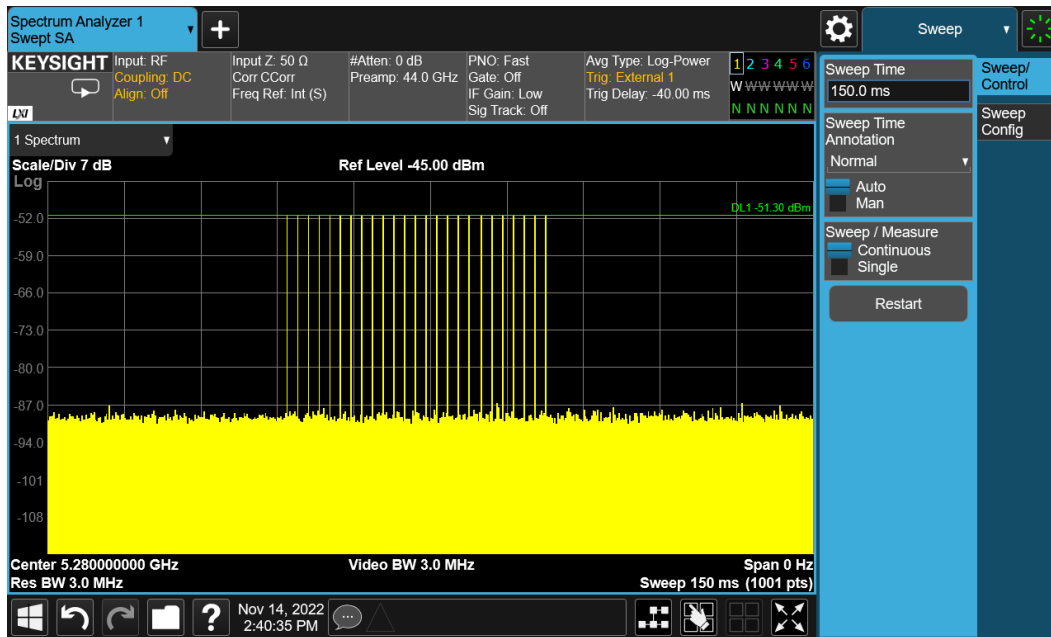 Spectrum Analyzer 1
Swept SA
Sweep
KEYSIGHT
LXI
Input: RF
Coupling: DC
Align: Off
Input Z: 50 Ω
Corr CCorr
Freq Ref: Int (S)
#Atten: 0 dB
Preamp: 44.0 GHz
PNO: Fast
Gate: Off
IF Gain: Low
Sig Track: Off
Avg Type: Log-Power
Trig: External 1
Trig Delay: -40.00 ms
1 2 3 4 5 6
W W W W W W
N N N N N N
1 Spectrum
Scale/Div 7 dB
Ref Level -45.00 dBm
Log
DL1 -51.30 dBm
-52.0
-59.0
-66.0
-73.0
-80.0
-87.0
-94.0
-101
-108
Center 5.280000000 GHz
Video BW 3.0 MHz
Span 0 Hz
Res BW 3.0 MHz
Sweep 150 ms (1001 pts)
Sweep Time
150.0 ms
Sweep Time
Annotation
Normal
Auto
Man
Sweep / Measure
Continuous
Single
Restart
Sweep/
Control
Sweep
Config
?
Nov 14, 2022
2:40:35 PM